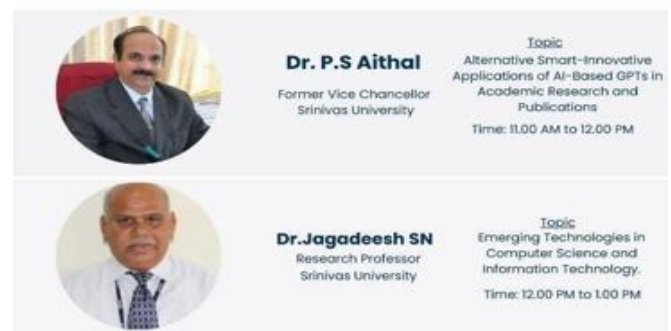 Dr. P.S Aithal
Former Vice Chancellor
Srinivas University
Topic
Alternative Smart-Innovative
Applications of AI-Based GPTs in
Academic Research and
Publications
Time: 11.00 AM to 12.00 PM
Dr.Jagadeesh SN
Research Professor
Srinivas University
Topic
Emerging Technologies in
Computer Science and
Information Technology.
Time: 12.00 PM to 1.00 PM